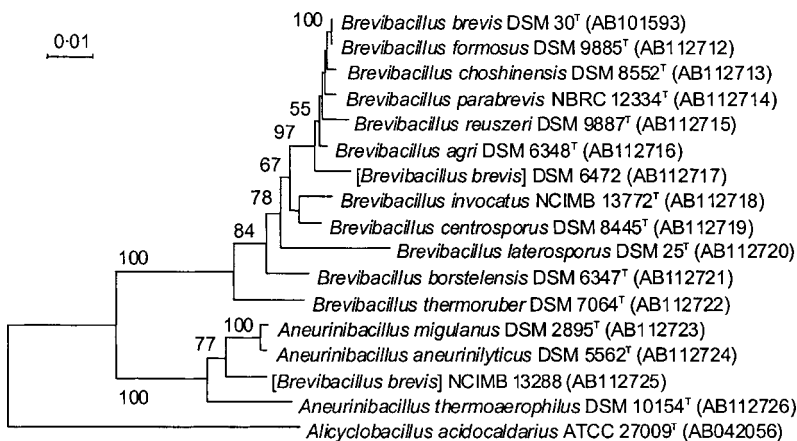 100
Brevibacillus brevis DSM 30ᵀ (AB101593)
0·01
Brevibacillus formosus DSM 9885ᵀ (AB112712)
Brevibacillus choshinensis DSM 8552ᵀ (AB112713)
Brevibacillus parabrevis NBRC 12334ᵀ (AB112714)
55
Brevibacillus reuszeri DSM 9887ᵀ (AB112715)
97
Brevibacillus agri DSM 6348ᵀ (AB112716)
67
[Brevibacillus brevis] DSM 6472 (AB112717)
78
Brevibacillus invocatus NCIMB 13772ᵀ (AB112718)
84
Brevibacillus centrosporus DSM 8445ᵀ (AB112719)
Brevibacillus laterosporus DSM 25ᵀ (AB112720)
100
Brevibacillus borstelensis DSM 6347ᵀ (AB112721)
Brevibacillus thermoruber DSM 7064ᵀ (AB112722)
100
Aneurinibacillus migulanus DSM 2895ᵀ (AB112723)
77
Aneurinibacillus aneurinilyticus DSM 5562ᵀ (AB112724)
[Brevibacillus brevis] NCIMB 13288 (AB112725)
100
Aneurinibacillus thermoaerophilus DSM 10154ᵀ (AB112726)
Alicyclobacillus acidocaldarius ATCC 27009ᵀ (AB042056)